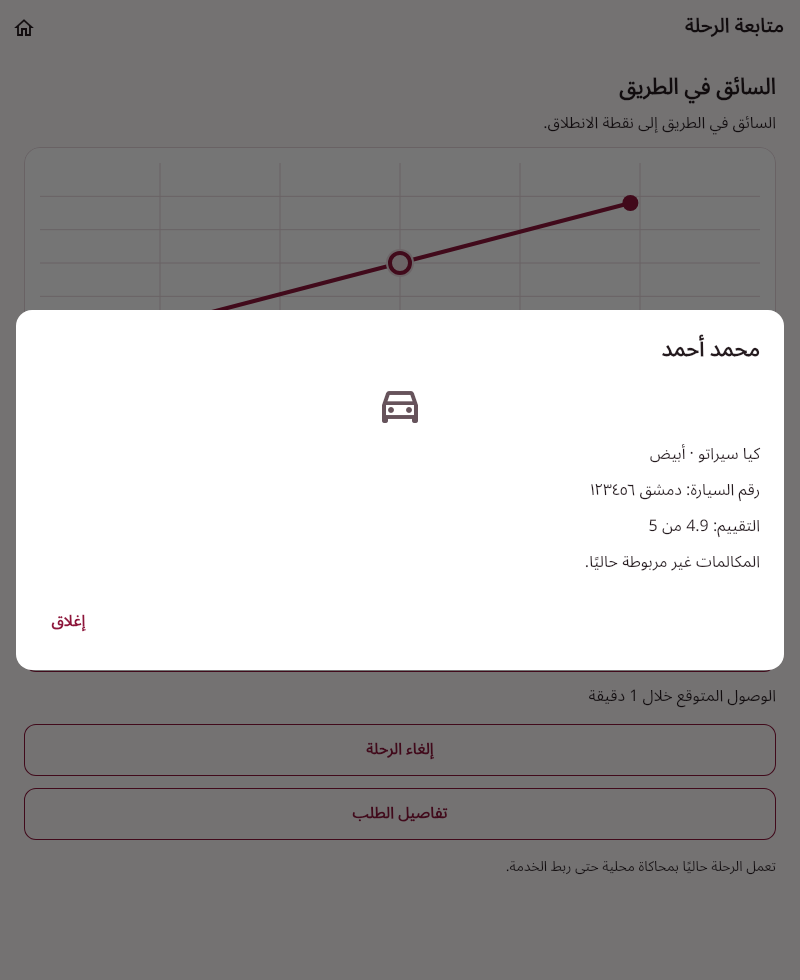 متابعة الرحلة
السائق في الطريق
السائق في الطريق إلى نقطة الانطلاق.
محمد أحمد
كيا سيراتو · أبيض
رقم السيارة: دمشق ١٢٣٤٥٦
التقييم: 4.9 من 5
المكالمات غير مربوطة حاليًا.
إغلاق
الوصول المتوقع خلال 1 دقيقة
إلغاء الرحلة
تفاصيل الطلب
تعمل الرحلة حاليًا بمحاكاة محلية حتى ربط الخدمة.